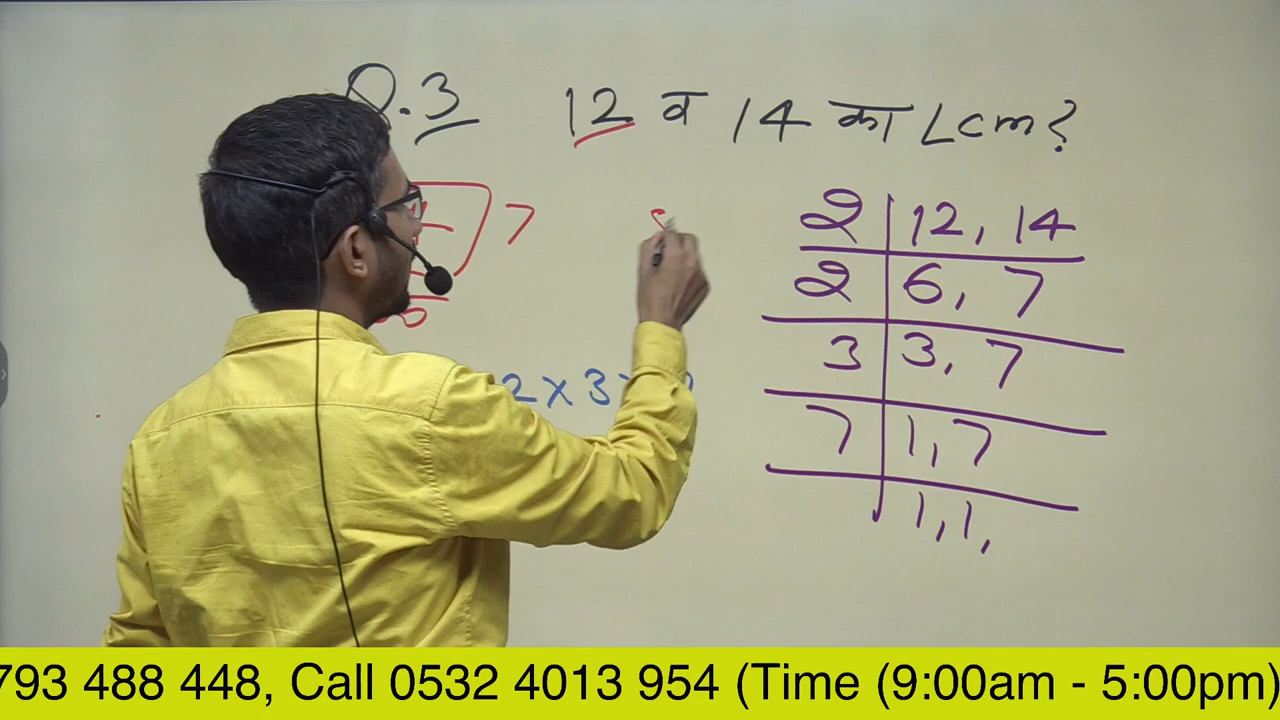 Q.3 12 व 14 का Lcm?
7
2 12, 14
2 6, 7
3 3, 7
2 X 3
7 1, 7
1, 1,
793 488 448, Call 0532 4013 954 (Time (9:00am - 5:00pm)